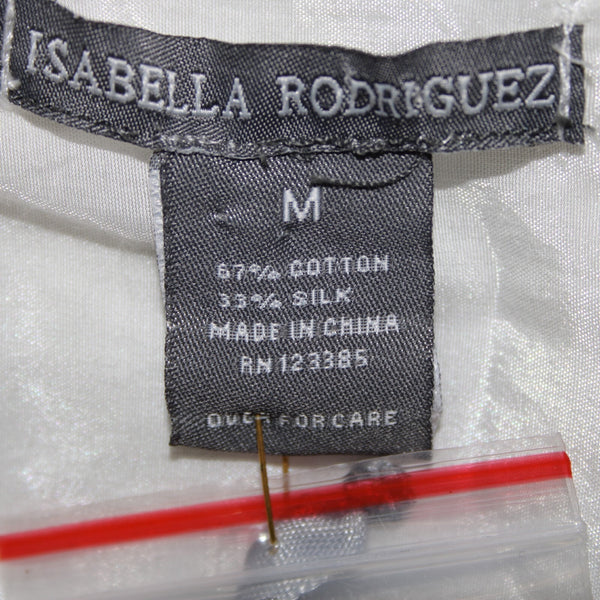 ISABELLA RODRIGUEZ
M
67% COTTON
33% SILK
MADE IN CHINA
RN 123385
OVER FOR CARE